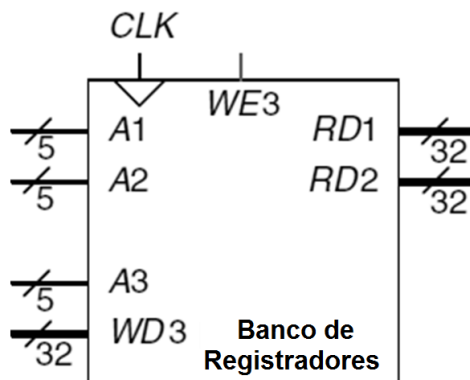 CLK
WE3
A1
RD1
5
32
A2
RD2
5
32
A3
5
WD3
32
Banco de
Registradores